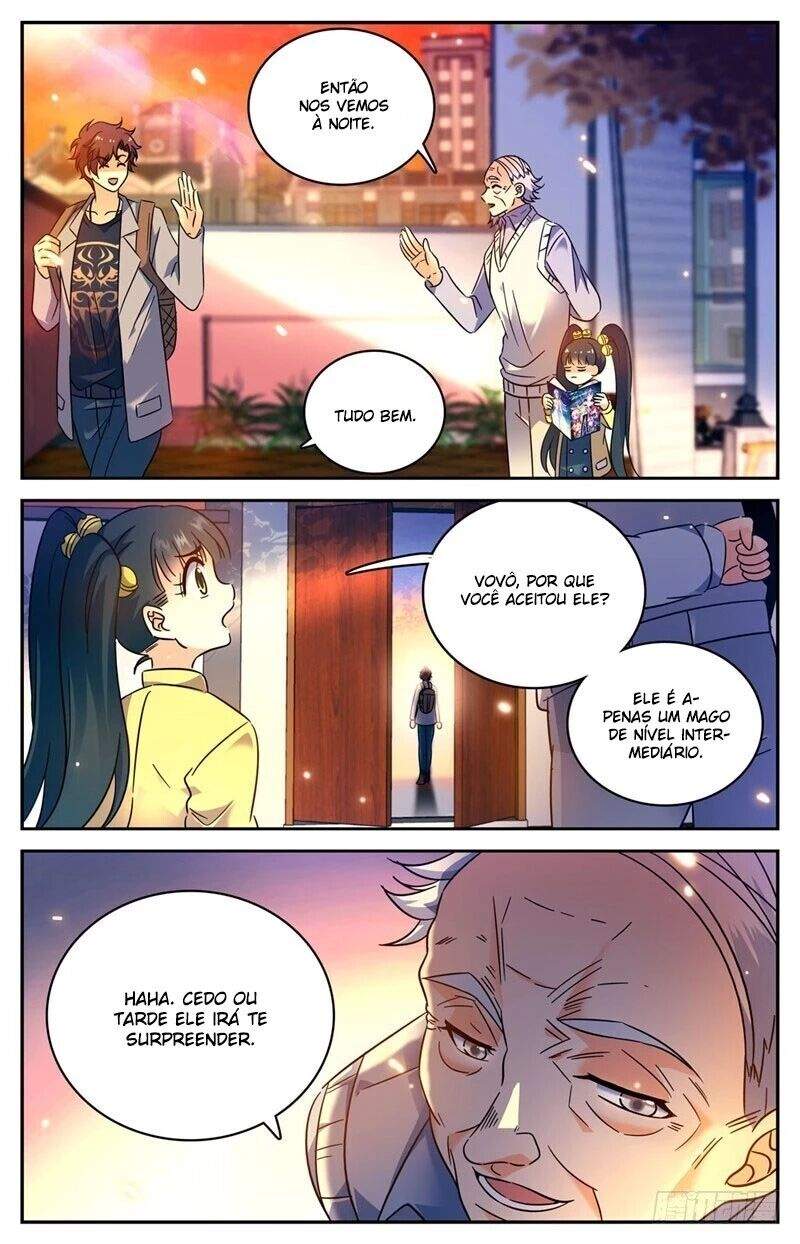 ENTÃO
NOS VEMOS
À NOITE.
TUDO BEM.
VOVÔ, POR QUE
VOCÊ ACEITOU ELE?
ELE É A-
PENAS UM MAGO
DE NÍVEL INTER-
MEDIÁRIO.
HAHA. CEDO OU
TARDE ELE IRÁ TE
SURPREENDER.